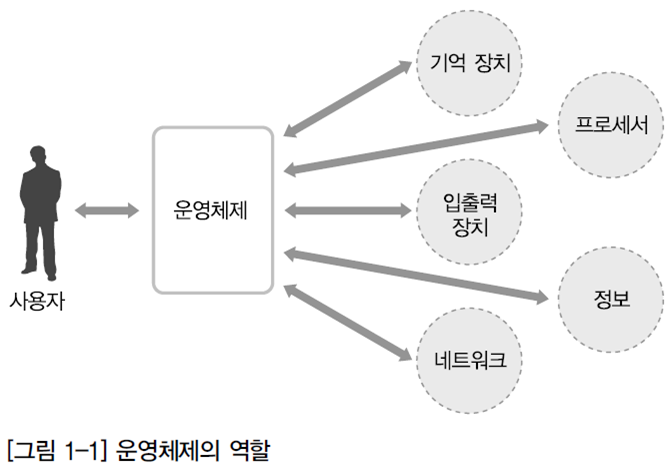 기억 장치
프로세서
운영체제
입출력
장치
사용자
정보
네트워크
[그림 1-1] 운영체제의 역할